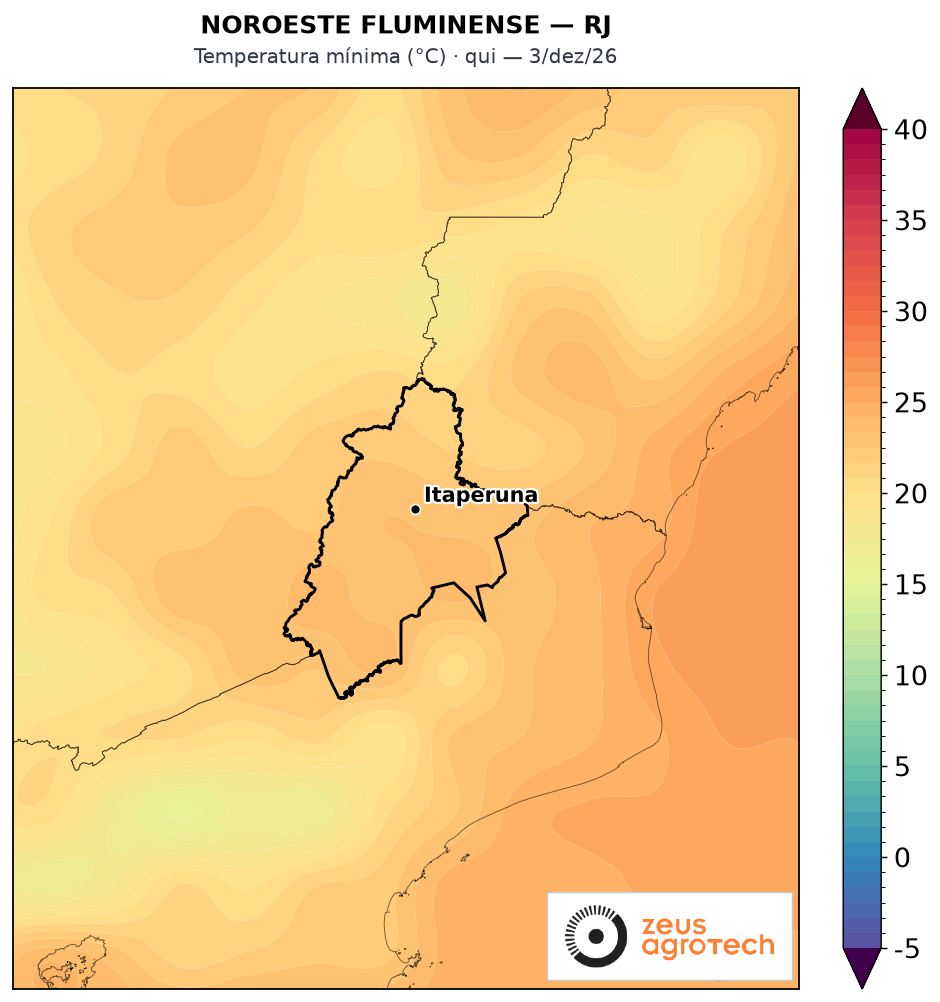 NOROESTE FLUMINENSE — RJ
Temperatura mínima (°C) · qui — 3/dez/26
Itaperuna
40
35
30
25
20
15
10
5
0
-5
zeus
agrotech